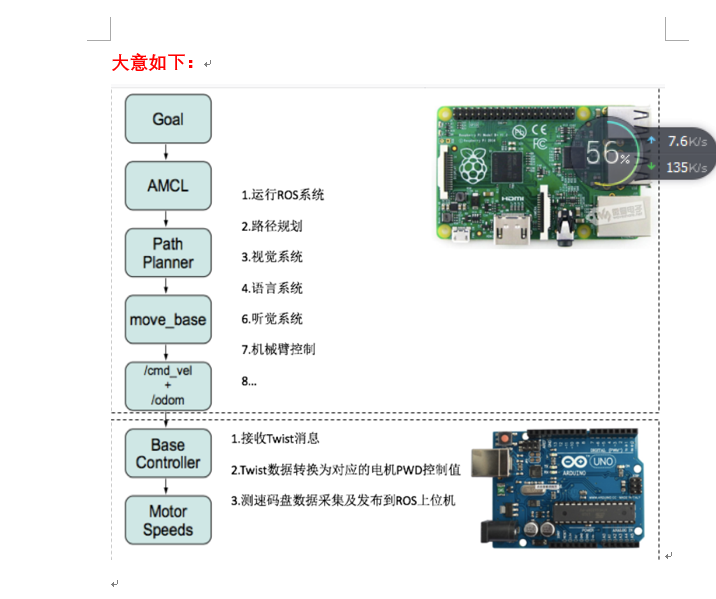 大意如下：
Goal
AMCL
Path
Planner
move_base
/cmd_vel
+
/odom
1.运行ROS系统
2.路径规划
3.视觉系统
4.语言系统
6.听觉系统
7.机械臂控制
8...
HDMI
CE
FC
56%
7.6K/s
135K/s
Base
Controller
Motor
Speeds
1.接收Twist消息
2.Twist数据转换为对应的电机PWD控制值
3.测速码盘数据采集及发布到ROS上位机
UNO
ARDUINO